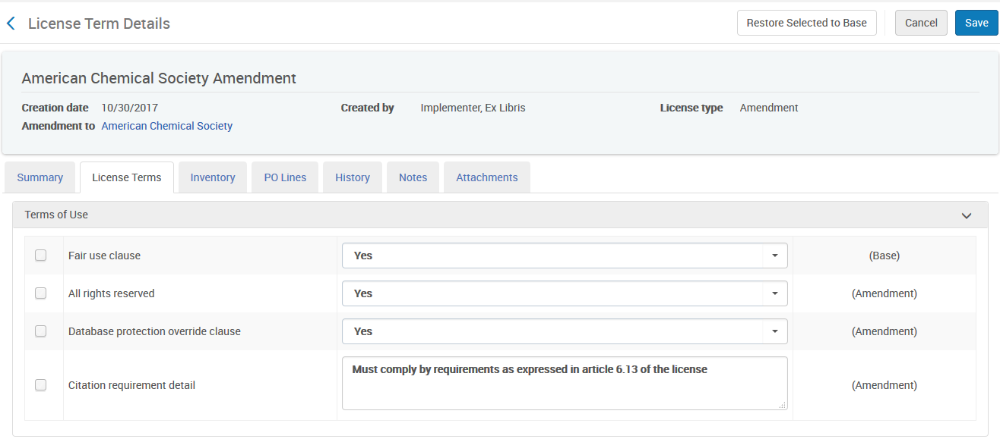 License Term Details
Restore Selected to Base
Cancel
Save
American Chemical Society Amendment
Creation date 10/30/2017 Created by Implementer, Ex Libris License type Amendment
Amendment to American Chemical Society
Summary License Terms Inventory PO Lines History Notes Attachments
Terms of Use
Fair use clause Yes (Base)
All rights reserved Yes (Amendment)
Database protection override clause Yes (Amendment)
Citation requirement detail Must comply by requirements as expressed in article 6.13 of the license (Amendment)